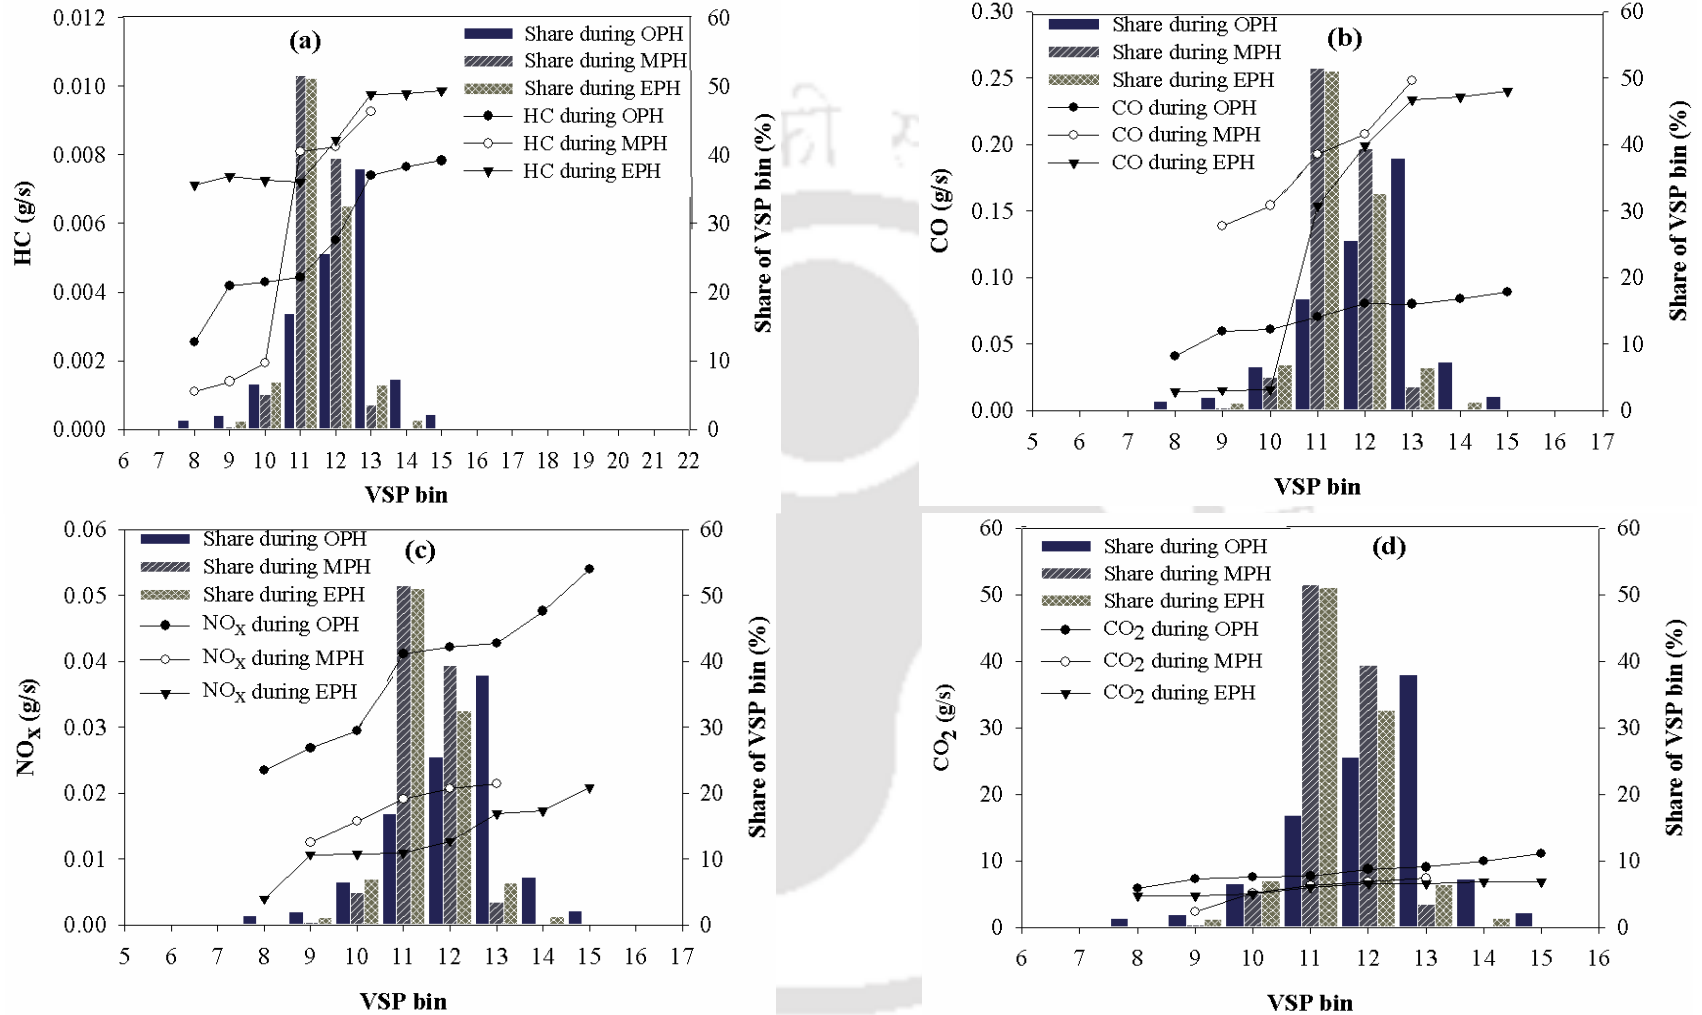 (a)
Share during OPH
Share during MPH
Share during EPH
HC during OPH
HC during MPH
HC during EPH
HC (g/s)
0.012
0.010
0.008
0.006
0.004
0.002
0.000
60
50
40
30
20
10
0
Share of VSP bin (%)
6 7 8 9 10 11 12 13 14 15 16 17 18 19 20 21 22
VSP bin
(b)
Share during OPH
Share during MPH
Share during EPH
CO during OPH
CO during MPH
CO during EPH
CO (g/s)
0.30
0.25
0.20
0.15
0.10
0.05
0.00
60
50
40
30
20
10
0
Share of VSP bin (%)
5 6 7 8 9 10 11 12 13 14 15 16 17
VSP bin
(c)
Share during OPH
Share during MPH
Share during EPH
NOX during OPH
NOX during MPH
NOX during EPH
NOX (g/s)
0.06
0.05
0.04
0.03
0.02
0.01
0.00
60
50
40
30
20
10
0
Share of VSP bin (%)
5 6 7 8 9 10 11 12 13 14 15 16 17
VSP bin
(d)
Share during OPH
Share during MPH
Share during EPH
CO2 during OPH
CO2 during MPH
CO2 during EPH
CO2 (g/s)
60
50
40
30
20
10
0
60
50
40
30
20
10
0
Share of VSP bin (%)
6 7 8 9 10 11 12 13 14 15 16
VSP bin